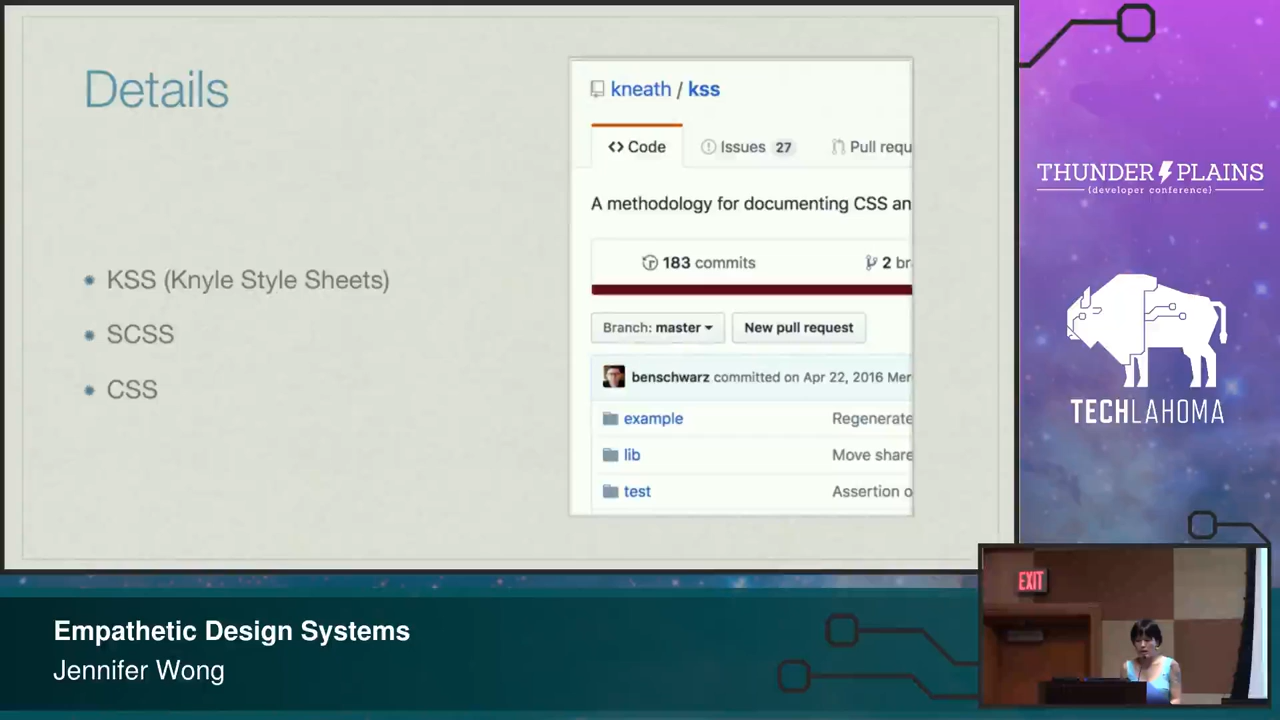 Details
KSS (Knyle Style Sheets)
SCSS
CSS
kneath / kss
Code
Issues 27
Pull requ
A methodology for documenting CSS an
183 commits
2 br
Branch: master
New pull request
benschwarz committed on Apr 22, 2016 Mer
example
Regenerate
lib
Move share
test
Assertion o
THUNDER PLAINS
{developer conference}
TECHLAHOMA
EXIT
Empathetic Design Systems
Jennifer Wong